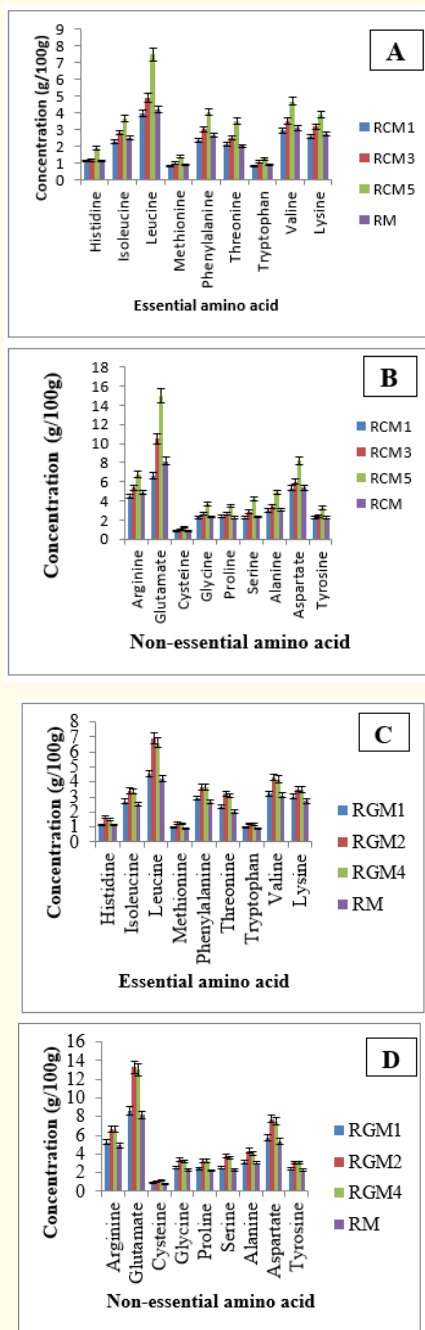 A
Concentration (g/100g)
9
8
7
6
5
4
3
2
1
0
Histidine
Isoleucine
Leucine
Methionine
Phenylalanine
Threonine
Tryptophan
Valine
Lysine
Essential amino acid
RCM1
RCM3
RCM5
RM
B
Concentration (g/100g)
18
16
14
12
10
8
6
4
2
0
Arginine
Glutamate
Cysteine
Glycine
Proline
Serine
Alanine
Aspartate
Tyrosine
Non-essential amino acid
RCM1
RCM3
RCM5
RCM
C
Concentration (g/100g)
8
7
6
5
4
3
2
1
0
Histidine
Isoleucine
Leucine
Methionine
Phenylalanine
Threonine
Tryptophan
Valine
Lysine
Essential amino acid
RGM1
RGM2
RGM4
RM
D
Concentration (g/100g)
16
14
12
10
8
6
4
2
0
Arginine
Glutamate
Cysteine
Glycine
Proline
Serine
Alanine
Aspartate
Tyrosine
Non-essential amino acid
RGM1
RGM2
RGM4
RM